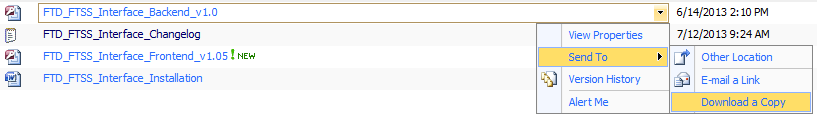 FTD_FTSS_Interface_Backend_v1.0 6/14/2013 2:10 PM
FTD_FTSS_Interface_Changelog View Properties 7/12/2013 9:24 AM
FTD_FTSS_Interface_Frontend_v1.05 ! NEW Send To Other Location
FTD_FTSS_Interface_Installation Version History E-mail a Link
Alert Me Download a Copy